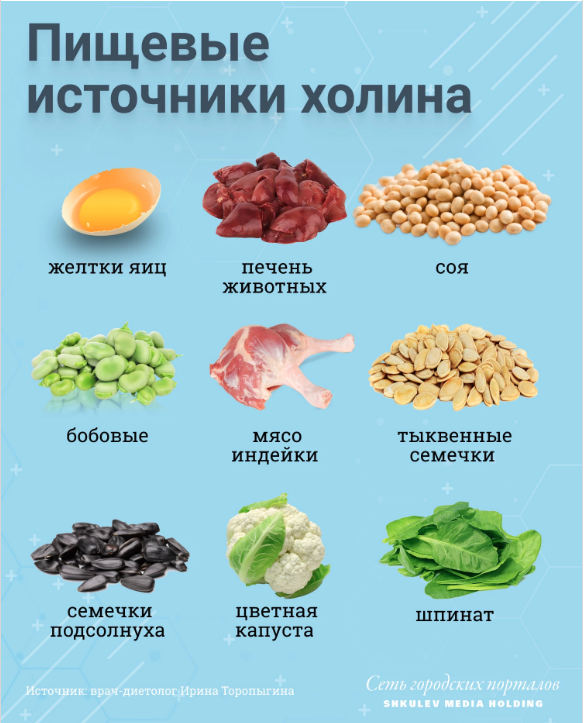 Пищевые
источники холина
желтки яиц
печень
животных
соя
бобовые
мясо
индейки
тыквенные
семечки
семечки
подсолнуха
цветная
капуста
шпинат
Источник: врач-диетолог Ирина Торопыгина
Сеть городских порталов
SHKULEV MEDIA HOLDING